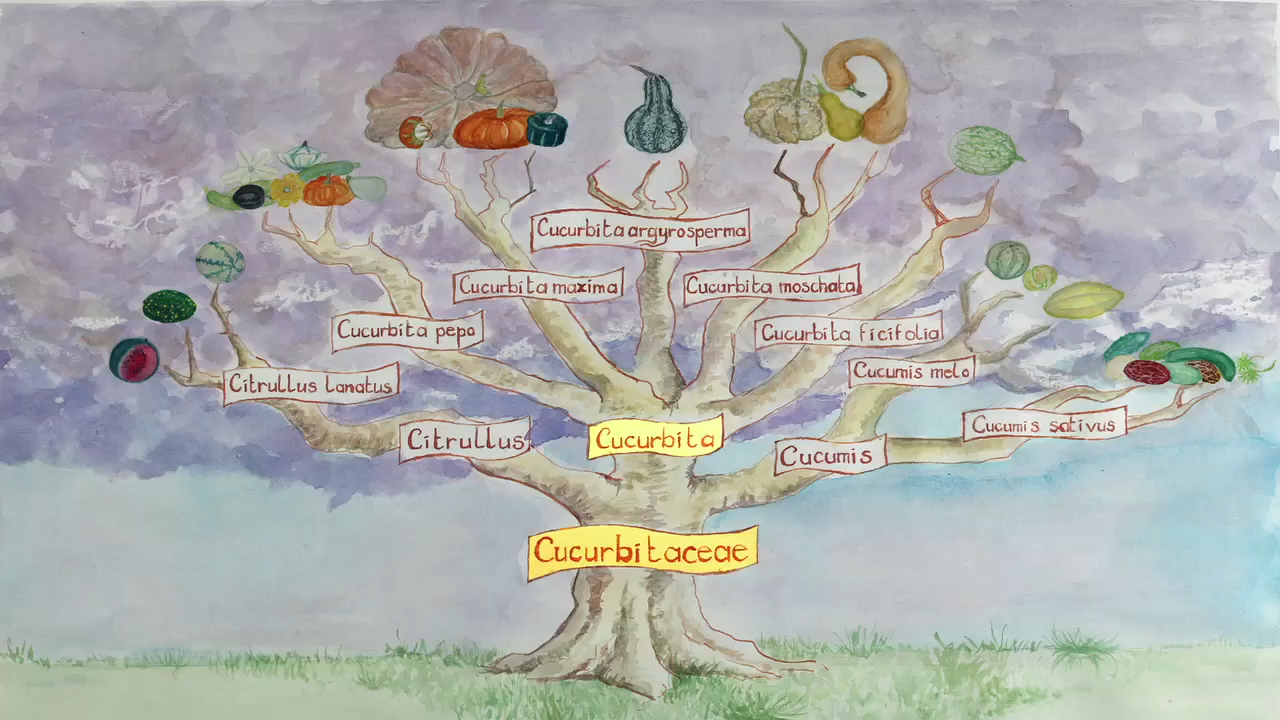 Cucurbita argyrosperma
Cucurbita maxima
Cucurbita moschata
Cucurbita pepo
Cucurbita ficifolia
Citrullus lanatus
Cucumis melo
Cucumis sativus
Citrullus
Cucurbita
Cucumis
Cucurbitaceae